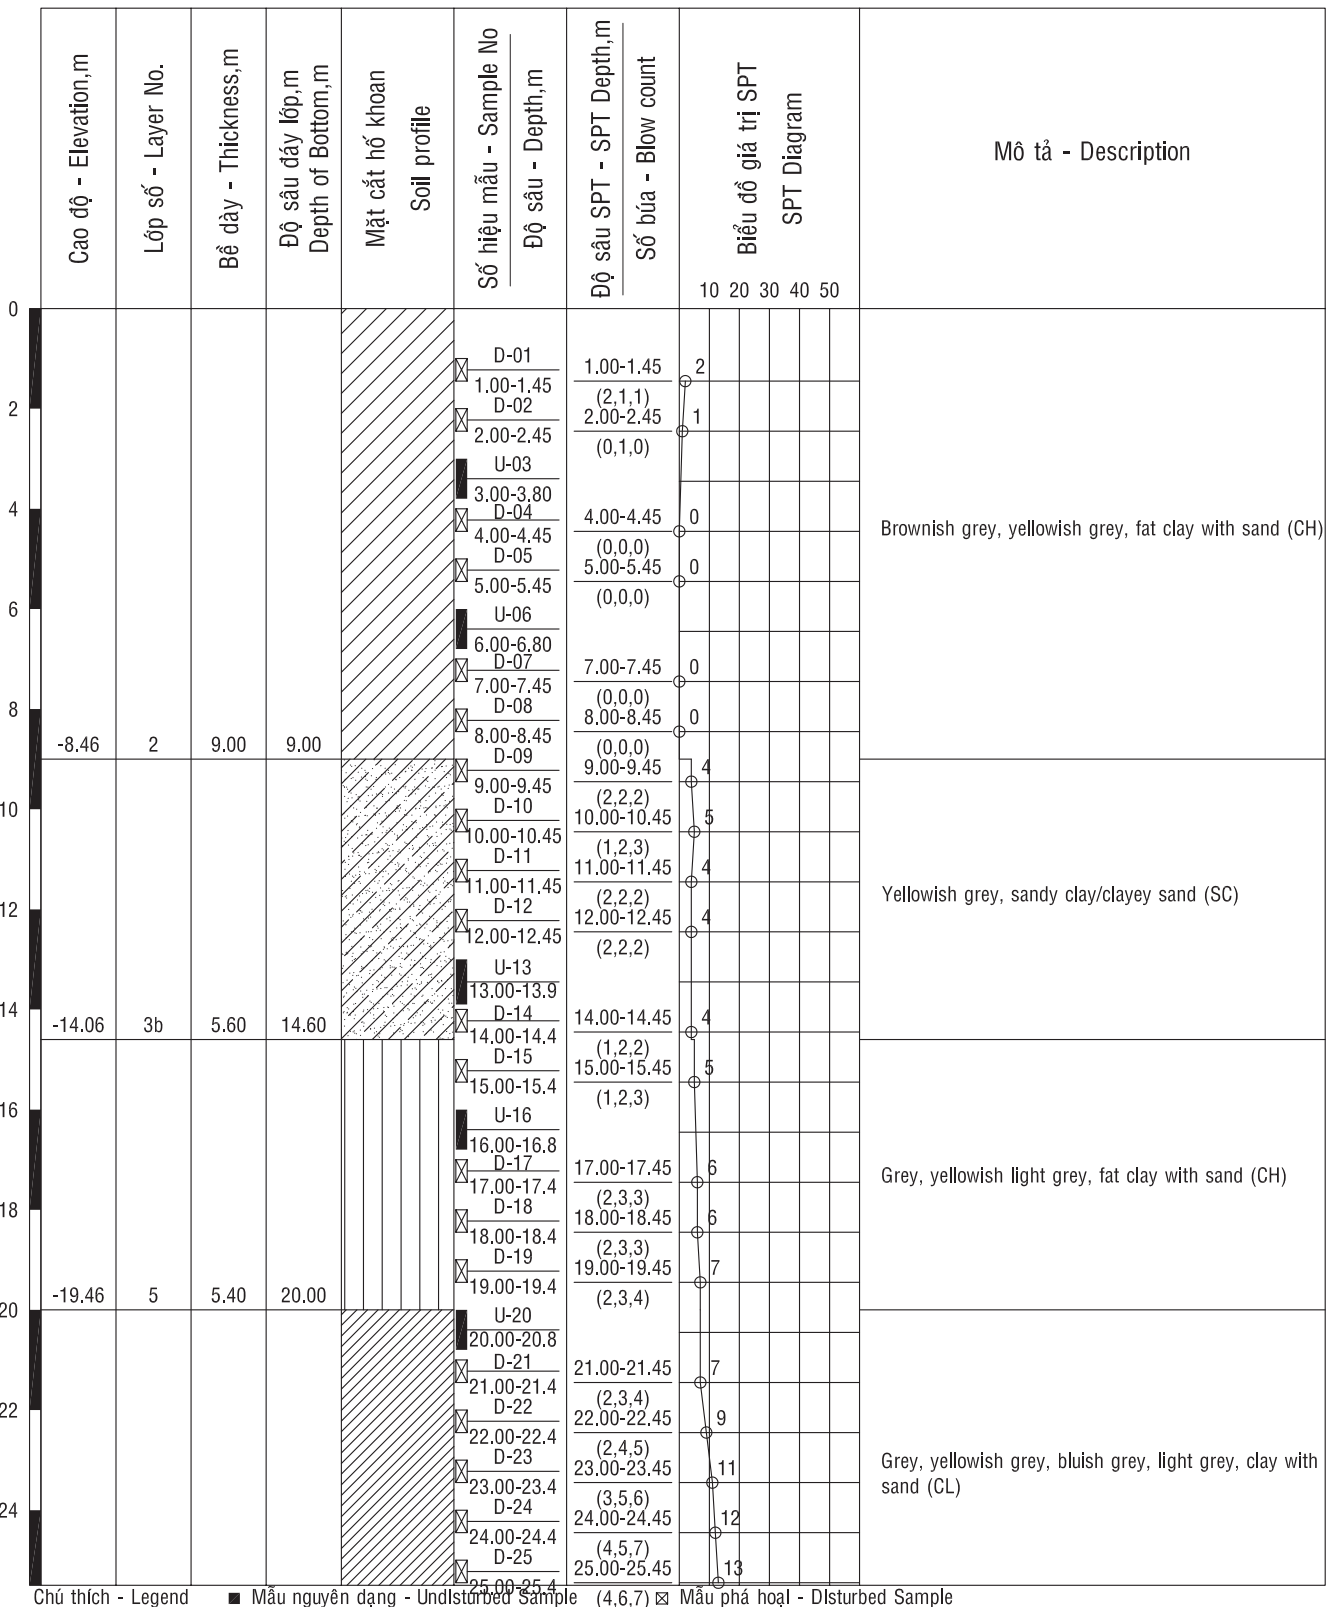 Cao độ - Elevation,m
Lớp số - Layer No.
Bề dày - Thickness,m
Độ sâu đáy lớp,m
Depth of Bottom,m
Mặt cắt hố khoan
Soil profile
Số hiệu mẫu - Sample No
Độ sâu - Depth,m
Độ sâu SPT - SPT Depth,m
Số búa - Blow count
Biểu đồ giá trị SPT
SPT Diagram
Mô tả - Description
10 20 30 40 50
0
D-01
1.00-1.45 2
1.00-1.45
(2,1,1)
2
D-02
2.00-2.45 1
2.00-2.45
(0,1,0)
U-03
3.00-3.80
4
D-04
4.00-4.45 0
Brownish grey, yellowish grey, fat clay with sand (CH)
4.00-4.45
(0,0,0)
D-05
5.00-5.45 0
5.00-5.45
(0,0,0)
6
U-06
6.00-6.80
D-07
7.00-7.45 0
7.00-7.45
(0,0,0)
8
D-08
8.00-8.45 0
8.00-8.45
(0,0,0)
-8.46 2 9.00 9.00
D-09
9.00-9.45 4
9.00-9.45
(2,2,2)
10
D-10
10.00-10.45 5
10.00-10.45
(1,2,3)
D-11
11.00-11.45 4
11.00-11.45
(2,2,2)
Yellowish grey, sandy clay/clayey sand (SC)
12
D-12
12.00-12.45 4
12.00-12.45
(2,2,2)
U-13
13.00-13.9
14
D-14
14.00-14.45 4
-14.06 3b 5.60 14.60
14.00-14.4
(1,2,2)
D-15
15.00-15.45 5
15.00-15.4
(1,2,3)
16
U-16
16.00-16.8
D-17
17.00-17.45 6
Grey, yellowish light grey, fat clay with sand (CH)
17.00-17.4
(2,3,3)
18
D-18
18.00-18.45 6
18.00-18.4
(2,3,3)
D-19
19.00-19.45 7
19.00-19.4
(2,3,4)
-19.46 5 5.40 20.00
20
U-20
20.00-20.8
D-21
21.00-21.45 7
21.00-21.4
(2,3,4)
22
D-22
22.00-22.45 9
22.00-22.4
(2,4,5)
D-23
23.00-23.45 11
Grey, yellowish grey, bluish grey, light grey, clay with
sand (CL)
23.00-23.4
(3,5,6)
24
D-24
24.00-24.45 12
24.00-24.4
(4,5,7)
D-25
25.00-25.45 13
25.00-25.4
(4,6,7)
Chú thích - Legend Mẫu nguyên dạng - Undisturbed Sample Mẫu phá hoại - Disturbed Sample